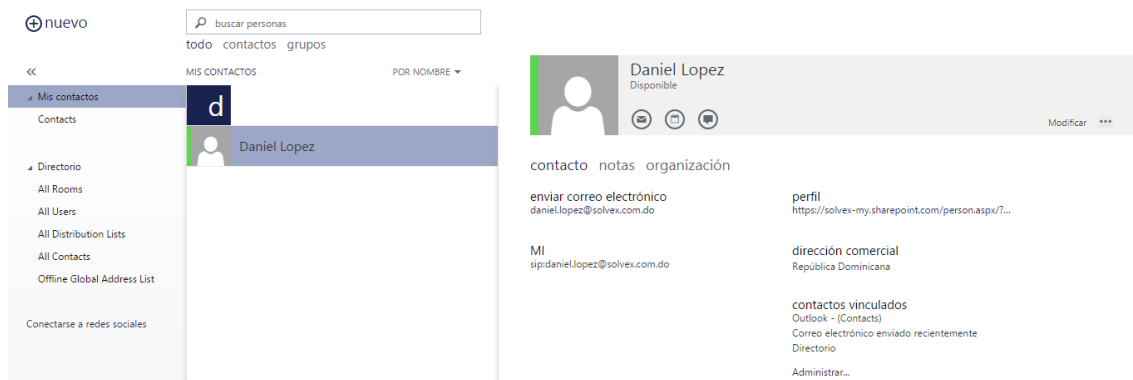 nuevo
buscar personas
todo contactos grupos
MIS CONTACTOS POR NOMBRE
Mis contactos
Contacts
Directorio
All Rooms
All Users
All Distribution Lists
All Contacts
Offline Global Address List
Conectarse a redes sociales
d
Daniel Lopez
Daniel Lopez
Disponible
Modificar •••
contacto notas organización
enviar correo electrónico
daniel.lopez@solvex.com.do
MI
sip:daniel.lopez@solvex.com.do
perfil
https://solvex-my.sharepoint.com/person.aspx/?...
dirección comercial
República Dominicana
contactos vinculados
Outlook - (Contacts)
Correo electrónico enviado recientemente
Directorio
Administrar...